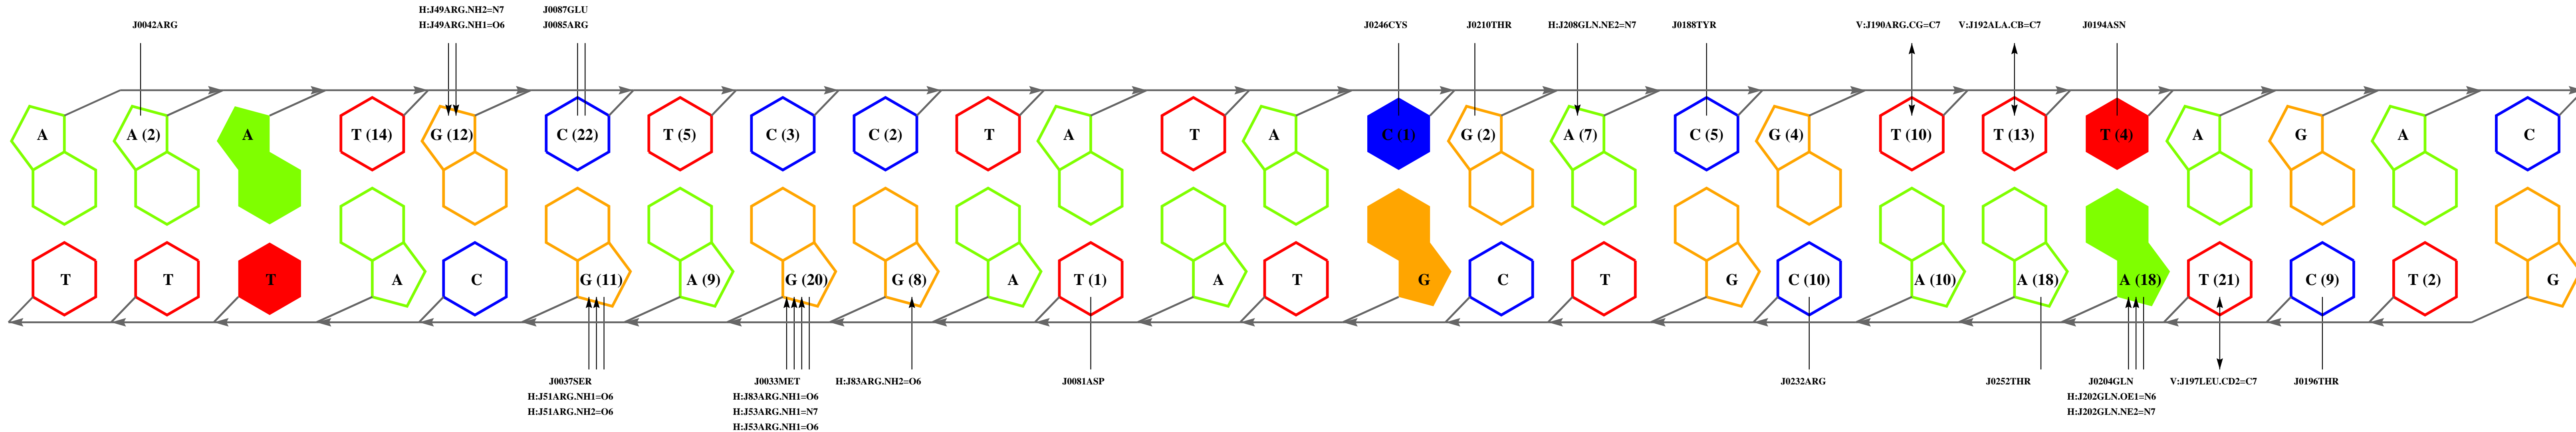 H:J49ARG.NH2=N7 J0087GLU
J0042ARG H:J49ARG.NH1=O6 J0085ARG J0246CYS J0210THR H:J208GLN.NE2=N7 J0188TYR V:J190ARG.CG=C7 V:J192ALA.CB=C7 J0194ASN
A A (2) A T (14) G (12) C (22) T (5) C (3) C (2) T A T A C (1) G (2) A (7) C (5) G (4) T (10) T (13) T (4) A G A C
T T T A C G (11) A (9) G (20) G (8) A T (1) A T G C T G C (10) A (10) A (18) A (18) T (21) C (9) T (2) G
J0037SER J0033MET H:J83ARG.NH2=O6 J0081ASP J0232ARG J0252THR J0204GLN V:J197LEU.CD2=C7 J0196THR
H:J51ARG.NH1=O6 H:J83ARG.NH1=O6 H:J202GLN.OE1=N6
H:J51ARG.NH2=O6 H:J53ARG.NH1=N7 H:J202GLN.NE2=N7
H:J53ARG.NH1=O6